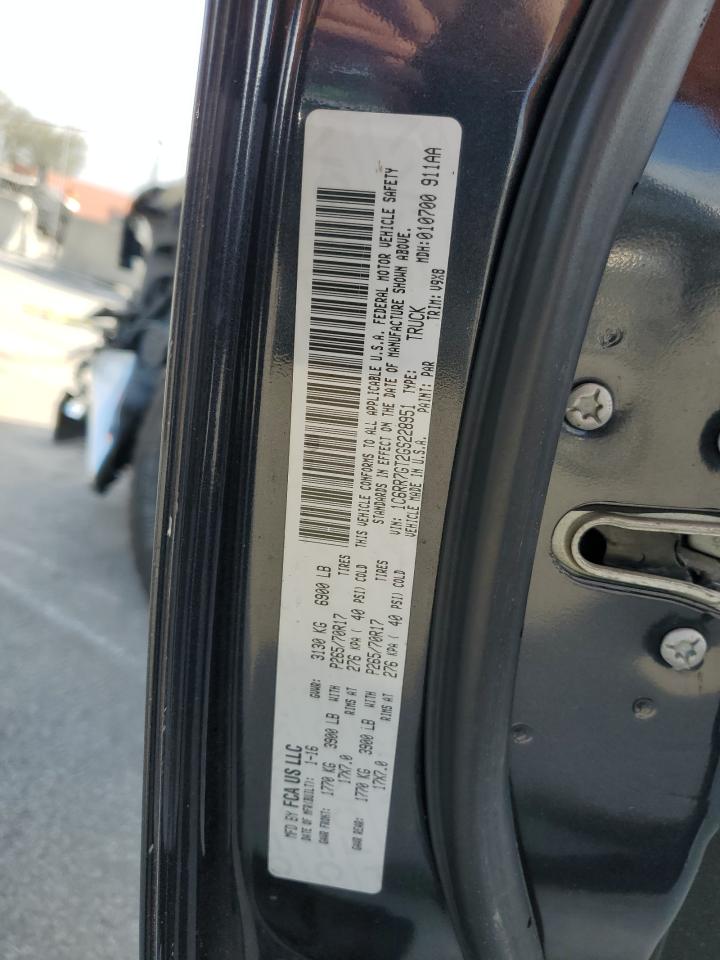 MFD BY FCA US LLC
DATE OF MFR(BUILT): 1-16 GVWR: 3130 KG 6900 LB
GAWR FRONT: 1770 KG 3900 LB WITH P265/70R17 TIRES
17X7.0 RIMS AT 276 KPA ( 40 PSI) COLD
GAWR REAR: 1770 KG 3900 LB WITH P265/70R17 TIRES
17X7.0 RIMS AT 276 KPA ( 40 PSI) COLD
THIS VEHICLE CONFORMS TO ALL APPLICABLE U.S.A. FEDERAL MOTOR VEHICLE SAFETY
STANDARDS IN EFFECT ON THE DATE OF MANUFACTURE SHOWN ABOVE.
VIN: 1C6RR7GT2GS228951 TYPE: TRUCK MDH:010700 911AA
VEHICLE MADE IN U.S.A. PAINT: PAR TRIM: V9X8